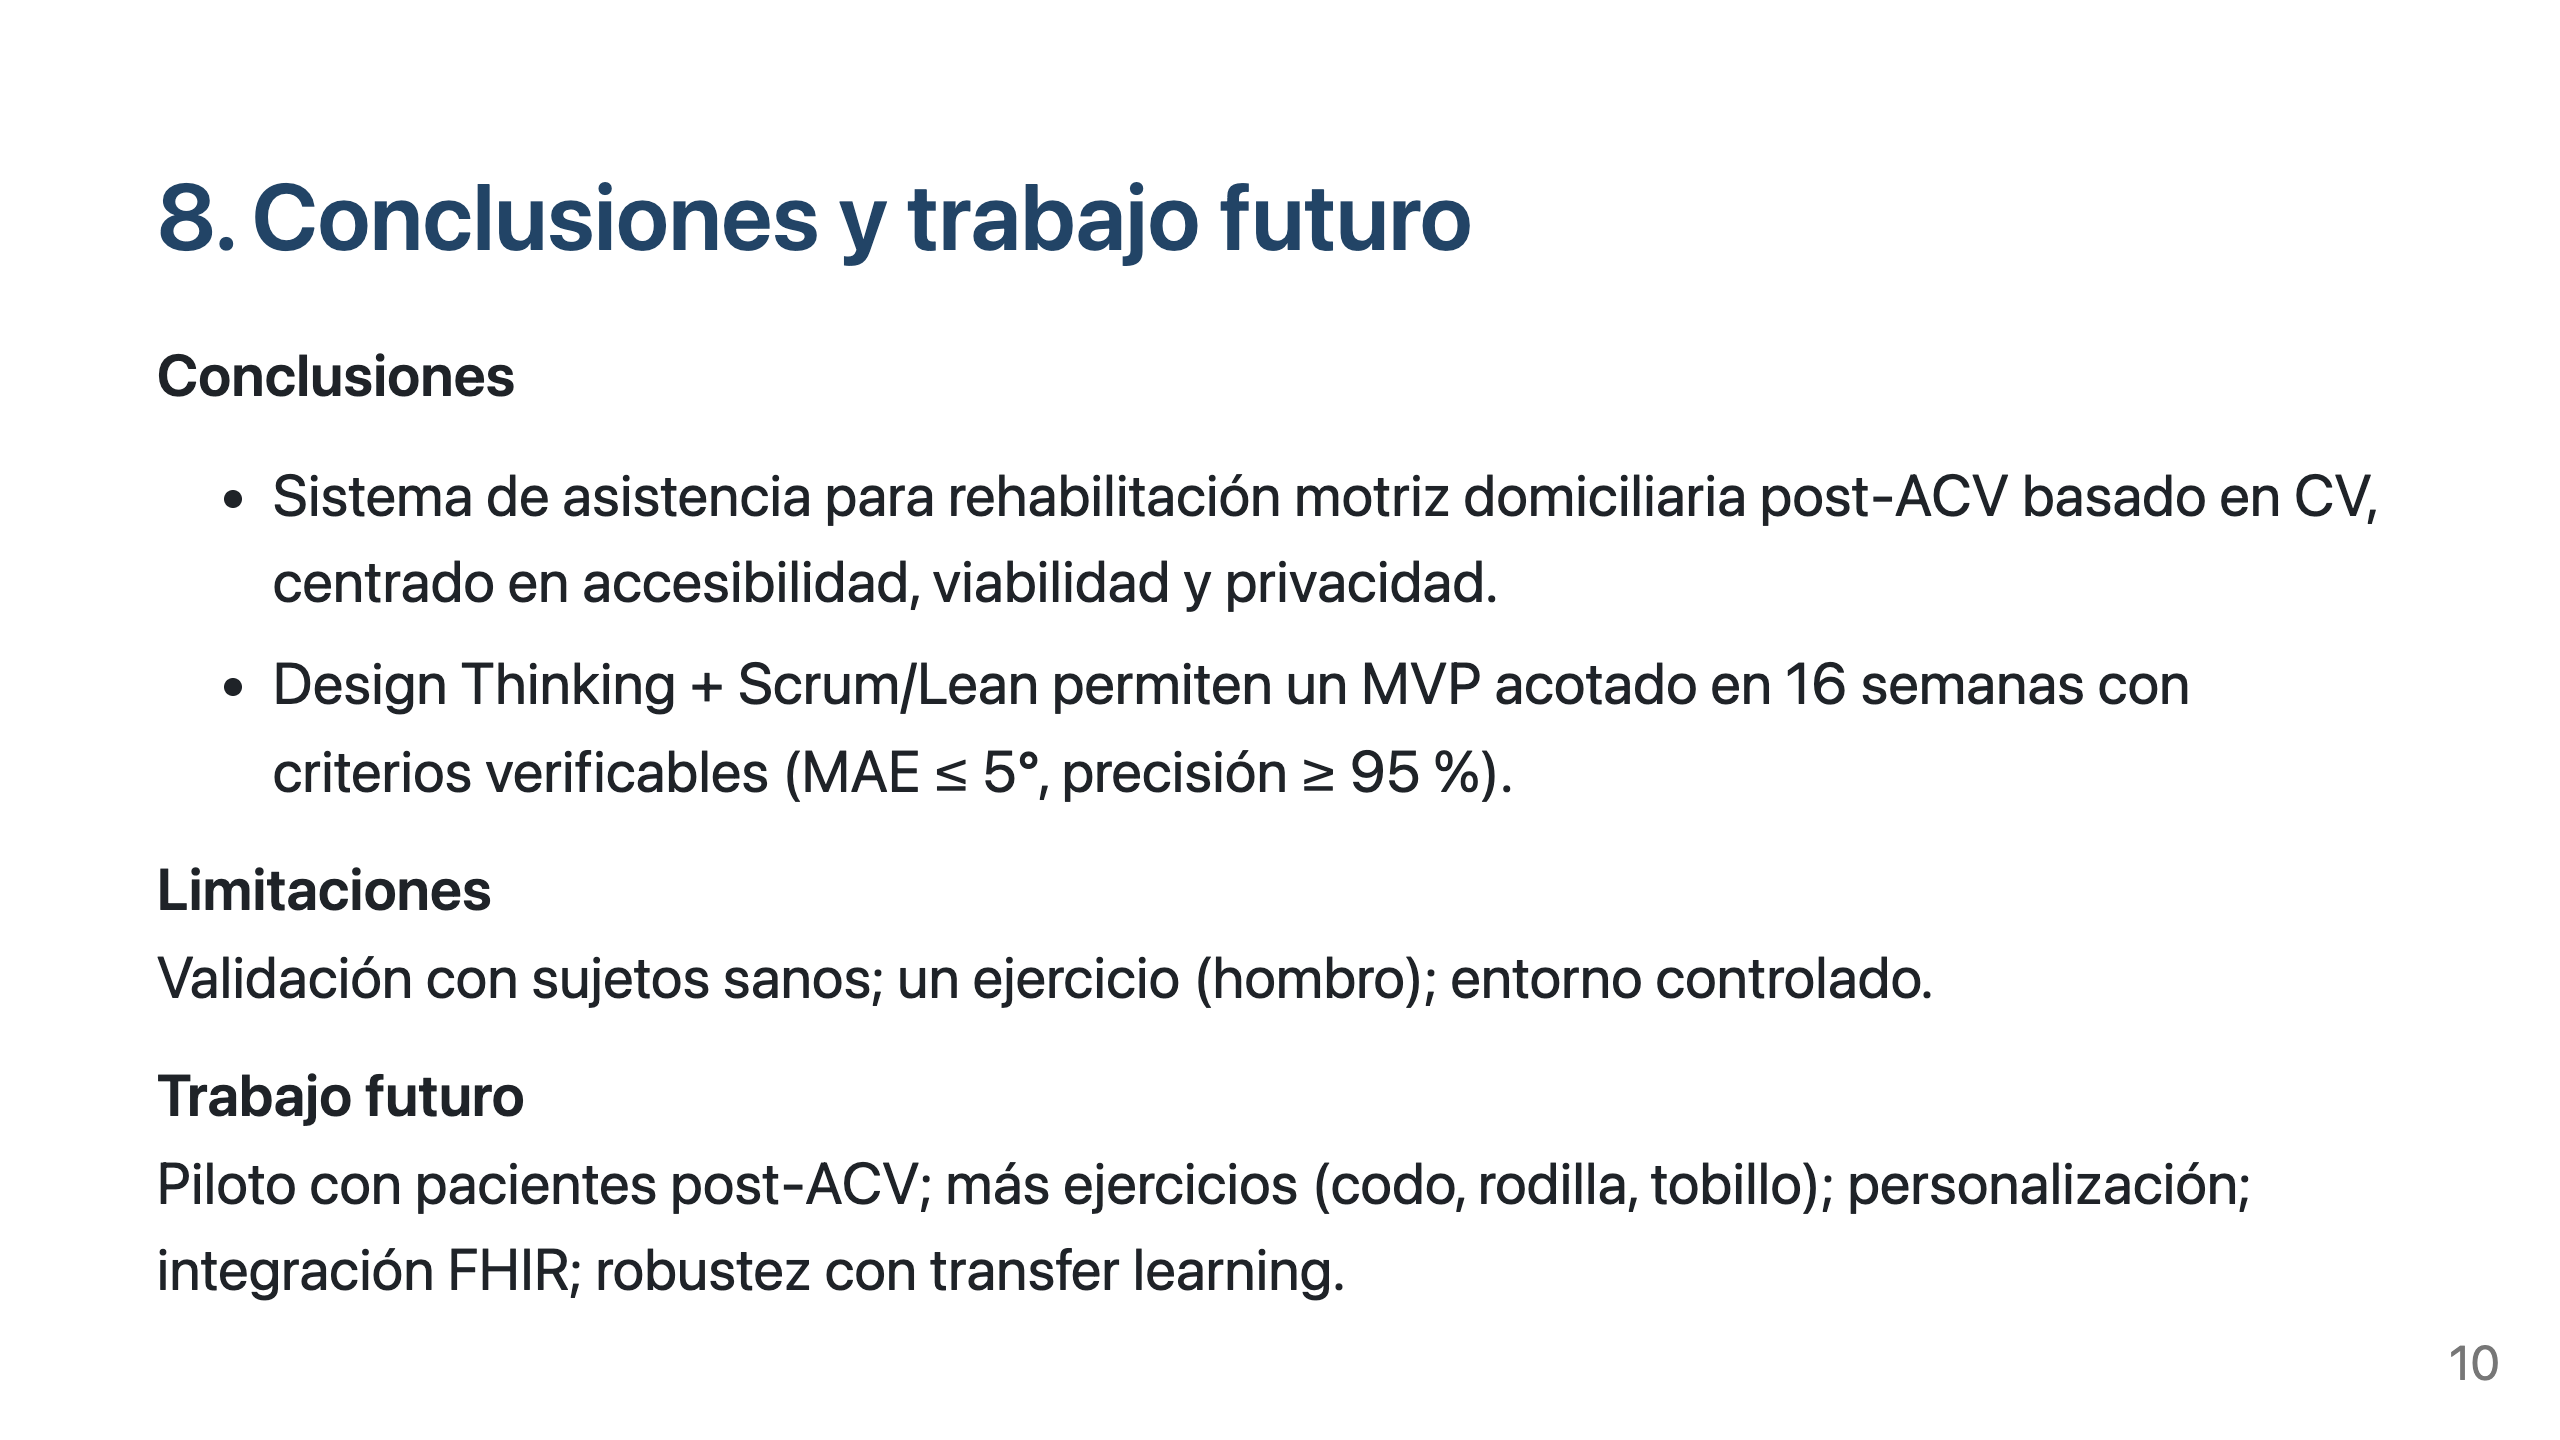 8. Conclusiones y trabajo futuro
Conclusiones
• Sistema de asistencia para rehabilitación motriz domiciliaria post-ACV basado en CV,
centrado en accesibilidad, viabilidad y privacidad.
• Design Thinking + Scrum/Lean permiten un MVP acotado en 16 semanas con
criterios verificables (MAE ≤ 5°, precisión ≥ 95 %).
Limitaciones
Validación con sujetos sanos; un ejercicio (hombro); entorno controlado.
Trabajo futuro
Piloto con pacientes post-ACV; más ejercicios (codo, rodilla, tobillo); personalización;
integración FHIR; robustez con transfer learning.
10